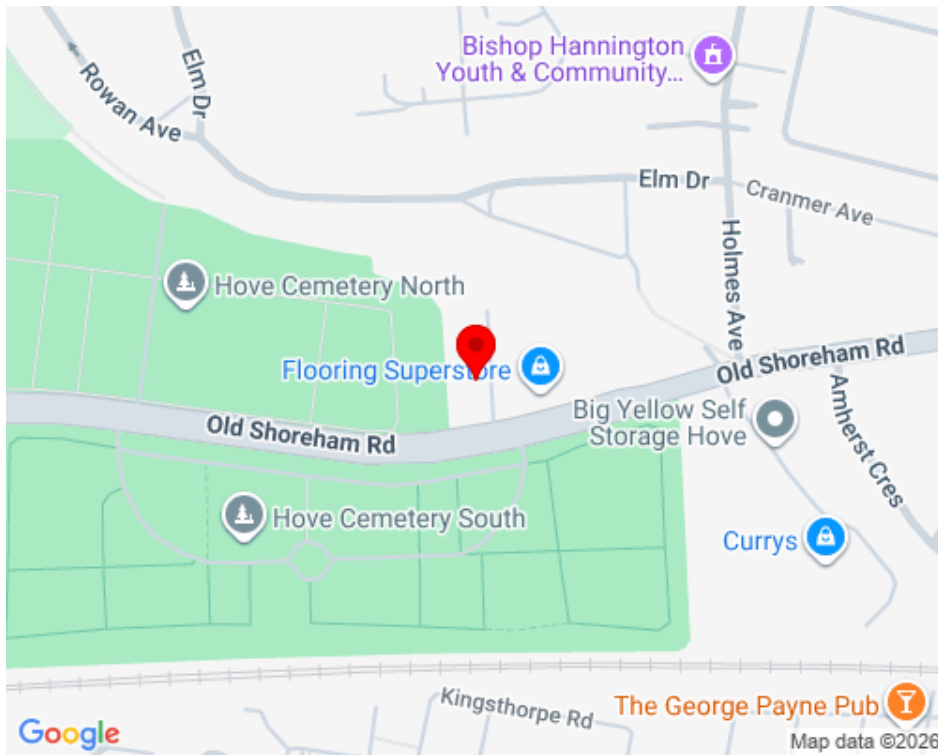 Bishop Hannington
Youth & Community...
Elm Dr
Rowan Ave
Elm Dr
Cranmer Ave
Holmes Ave
Hove Cemetery North
Old Shoreham Rd
Flooring Superstore
Amherst Cres
Big Yellow Self
Storage Hove
Old Shoreham Rd
Hove Cemetery South
Currys
Kingsthorpe Rd
The George Payne Pub
Google
Map data ©2026